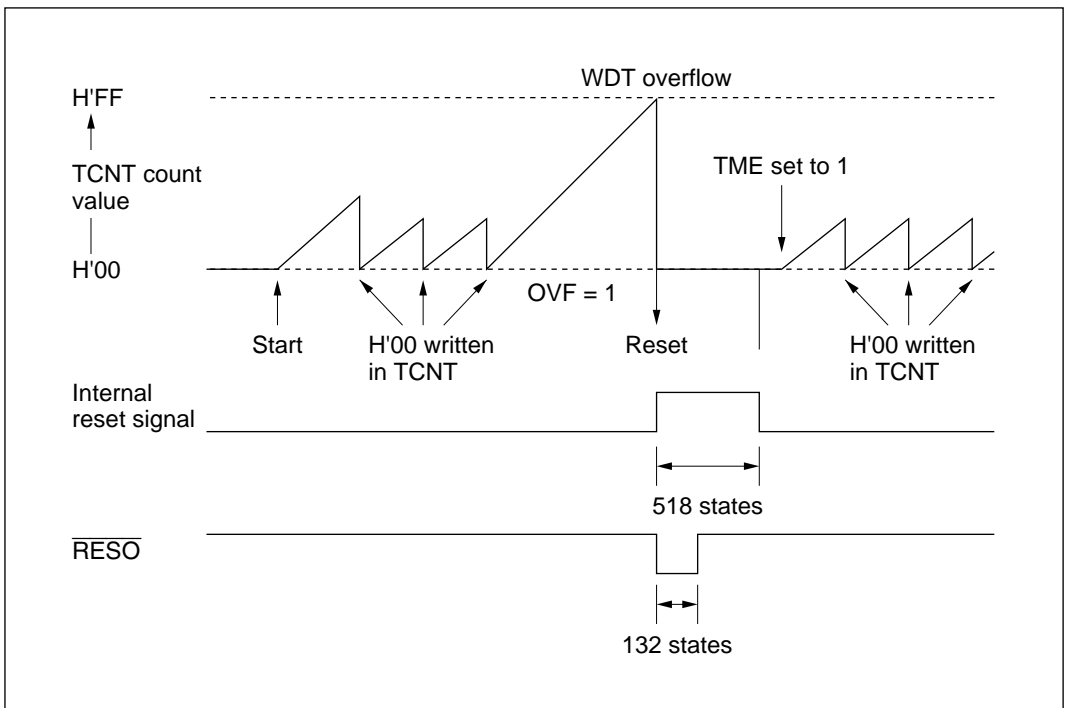 WDT overflow
H'FF
TCNT count
value
TME set to 1
H'00
OVF = 1
Start
H'00 written
in TCNT
Reset
H'00 written
in TCNT
Internal
reset signal
518 states
RESO
132 states